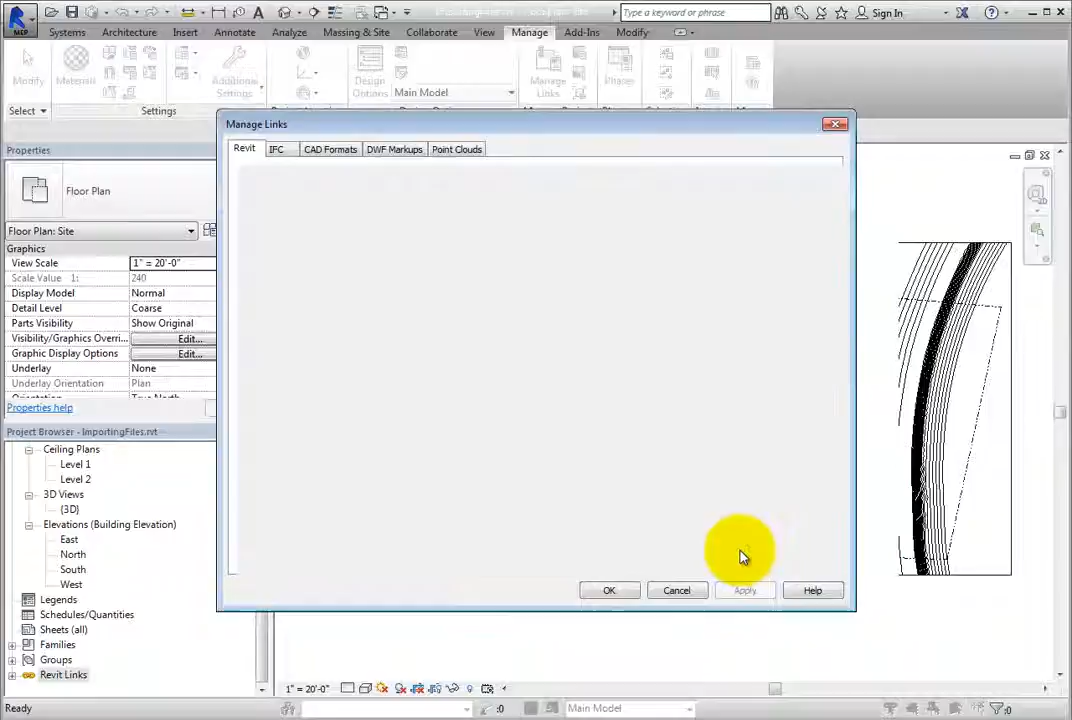 MEP
Type a keyword or phrase
Sign In
Systems Architecture Insert Annotate Analyze Massing & Site Collaborate View Manage Add-Ins Modify
Modify
Materials
Additional Settings
Design Options
Main Model
Manage Links
Phases
Select
Settings
Properties
Floor Plan
Floor Plan: Site
Graphics
View Scale 1" = 20'-0"
Scale Value 1: 240
Display Model Normal
Detail Level Coarse
Parts Visibility Show Original
Visibility/Graphics Overri... Edit...
Graphic Display Options Edit...
Underlay None
Underlay Orientation Plan
Properties help
Project Browser - ImportingFiles.rvt
Ceiling Plans
Level 1
Level 2
3D Views
{3D}
Elevations (Building Elevation)
East
North
South
West
Legends
Schedules/Quantities
Sheets (all)
Families
Groups
Revit Links
Manage Links
Revit IFC CAD Formats DWF Markups Point Clouds
OK Cancel Apply Help
1" = 20'-0"
Ready
:0
Main Model
:0